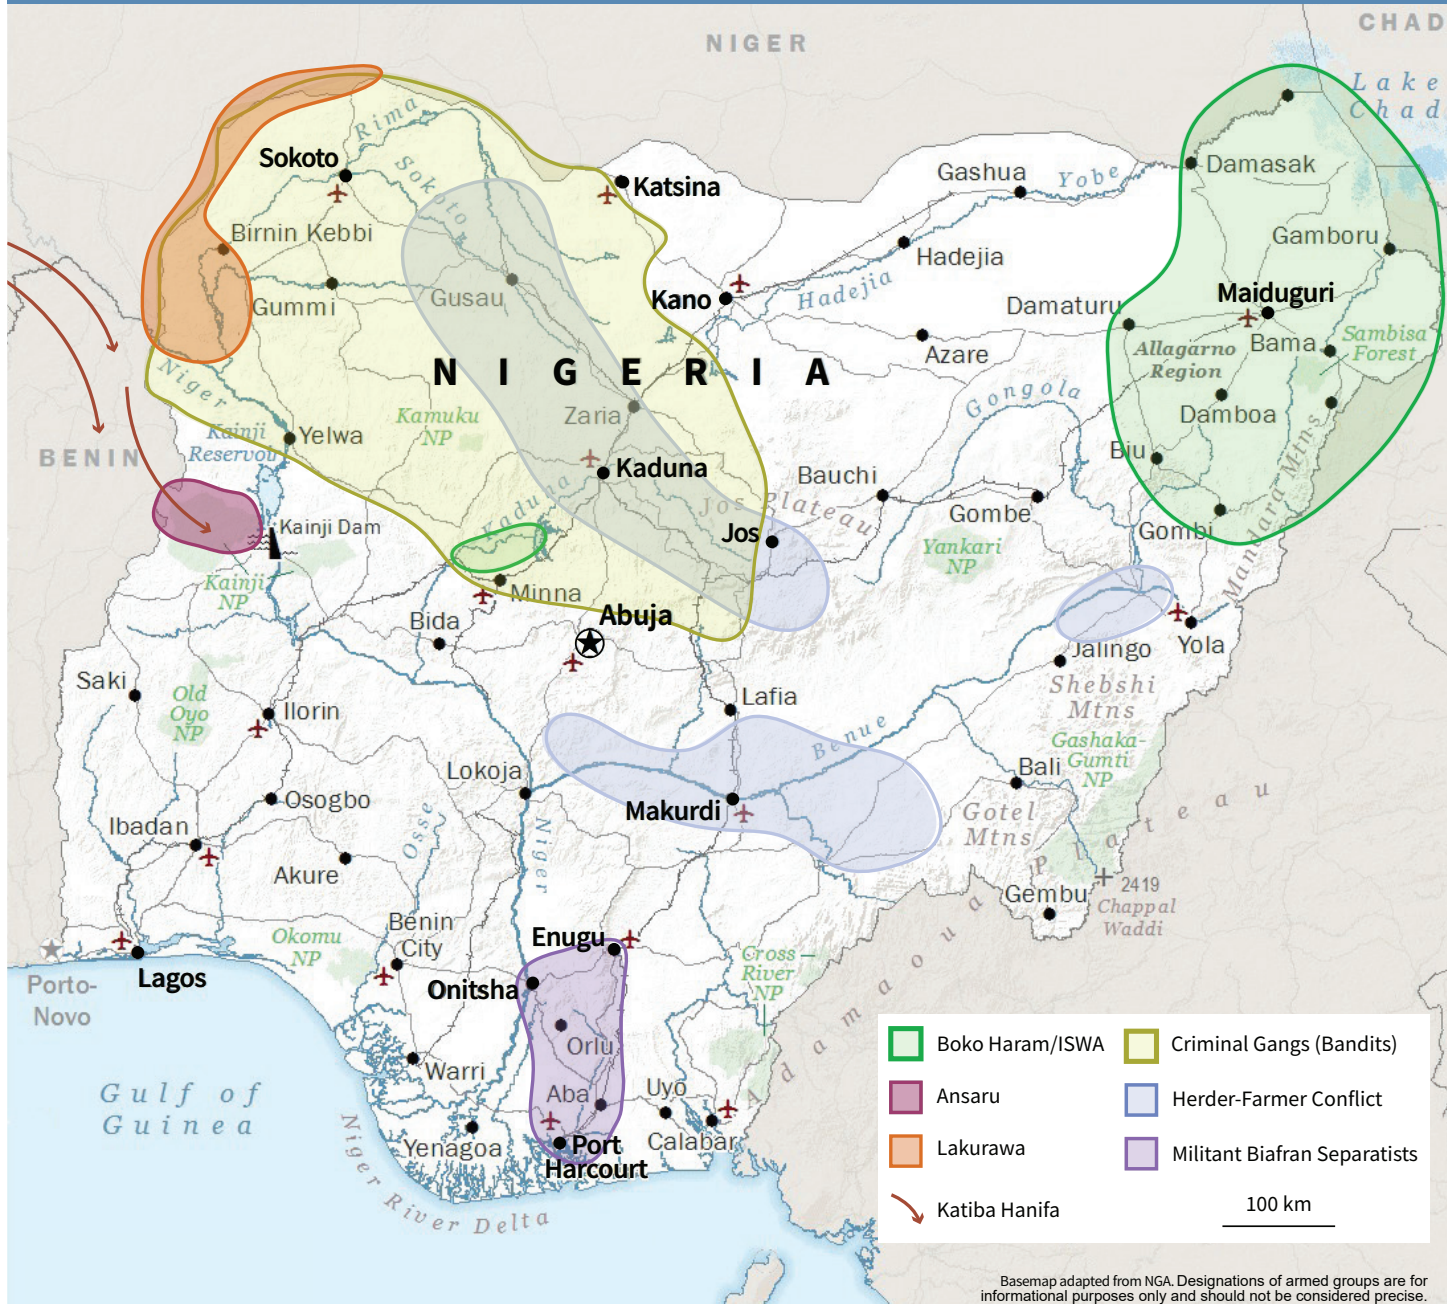 NIGER
CHAD
Lake
Chad
Rima
Sokoto
Sokoto
Katsina
Gashua
Yobe
Damasak
Birnin Kebbi
Hadejia
Gamboru
Gummi
Gusau
Kano
Hadejia
Damaturu
Maiduguri
Allagarno
Region
Bama
Sambisa
Forest
NIGERIA
Azare
Niger
Kamuku
NP
Zaria
Gongola
Damboa
Kainji
Reservoir
Yelwa
BENIN
Kaduna
Bauchi
Biu
Mandara Mtns
Kaduna
Jos Plateau
Gombe
Gombi
Kainji Dam
Jos
Yankari
NP
Kainji
NP
Minna
Abuja
Bida
Jalingo
Yola
Saki
Old
Oyo
NP
Ilorin
Lafia
Shebshi
Mtns
Benue
Gashaka-
Gumti
NP
Lokoja
Bali
Osogbo
Makurdi
Gotel
Mtns
Ibadan
Osse
Niger
Akure
Adamaoua Plateau
Gembu
2419
Chappal
Waddi
Benin
City
Okomu
NP
Enugu
Cross
River
NP
Porto-
Novo
Lagos
Onitsha
Orlu
Warri
Aba
Uyo
Gulf of
Guinea
Yenagoa
Port
Harcourt
Calabar
Niger River Delta
Boko Haram/ISWA
Criminal Gangs (Bandits)
Ansaru
Herder-Farmer Conflict
Lakurawa
Militant Biafran Separatists
Katiba Hanifa
100 km
Basemap adapted from NGA. Designations of armed groups are for
informational purposes only and should not be considered precise.